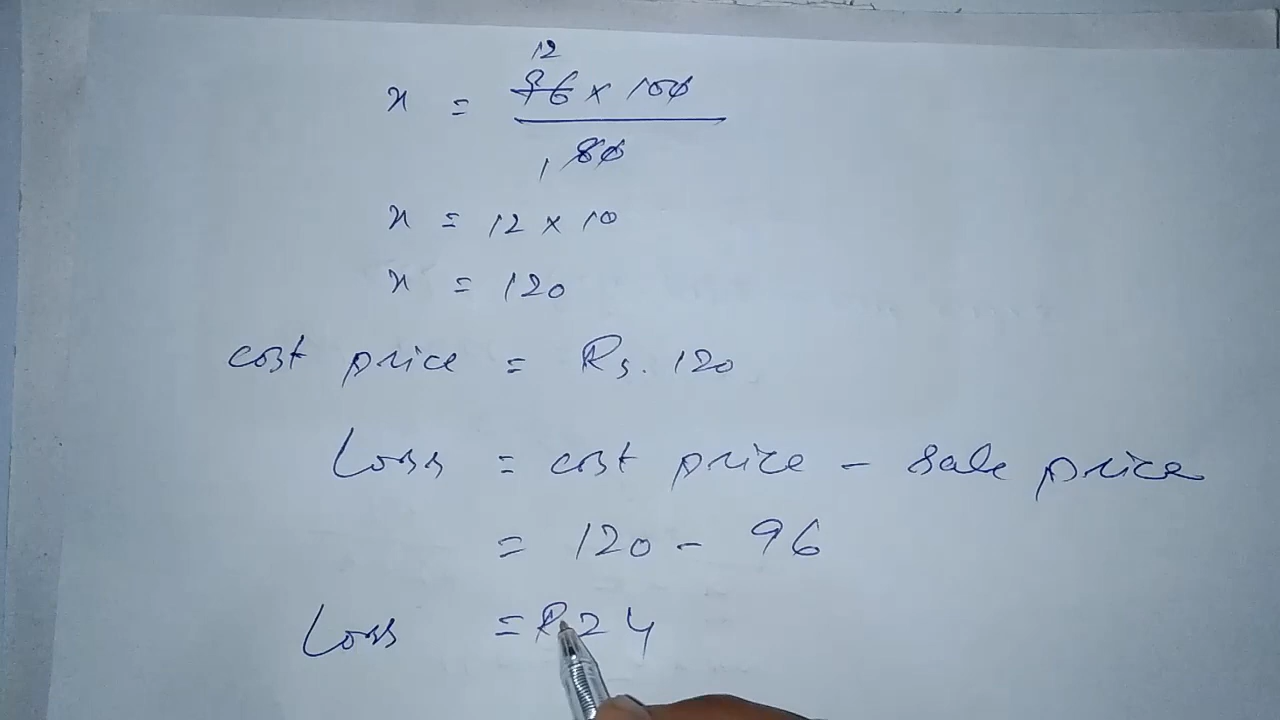 12
x = 96 × 100
1 80
x = 12 × 10
x = 120
cost price = Rs. 120
Loss = cost price - sale price
= 120 - 96
Loss = R24